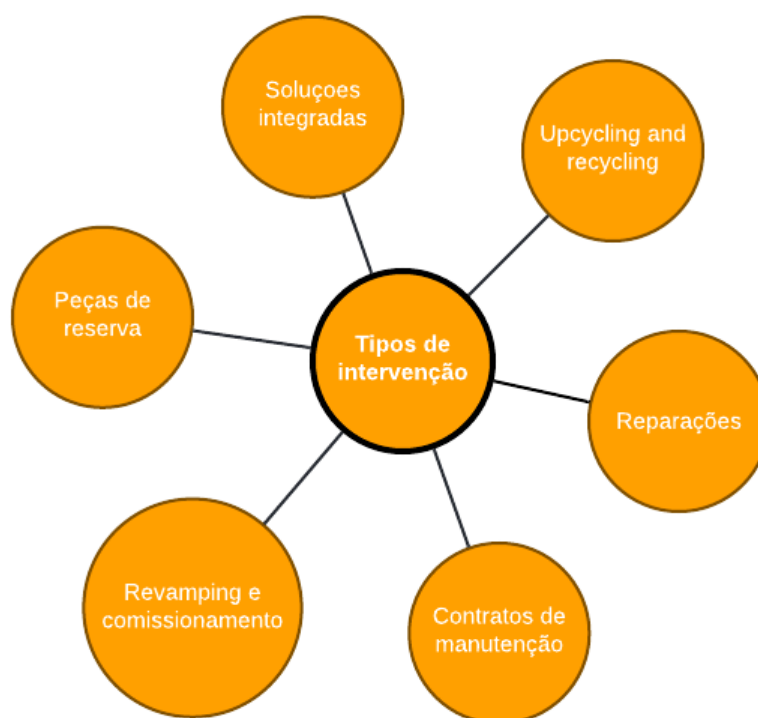 Soluçoes
integradas
Upcycling and
recycling
Peças de
reserva
Tipos de
intervenção
Reparações
Revamping e
comissionamento
Contratos de
manutenção